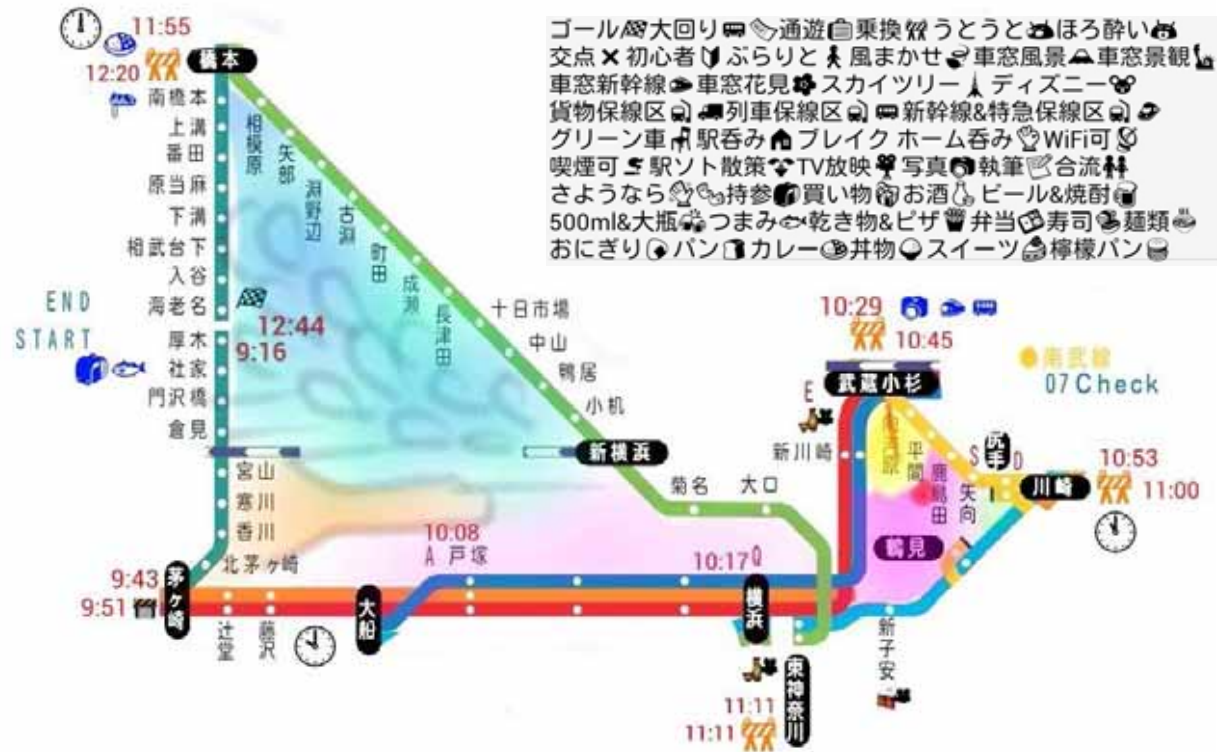 ゴール 大回り 通遊 乗換 うとうと ほろ酔い
交点 × 初心者 ぶらりと 風まかせ 車窓風景 車窓景観
車窓新幹線 車窓花見 スカイツリー ディズニー
貨物保線区 列車保線区 新幹線&特急保線区
グリーン車 駅呑み ブレイク ホーム呑み WiFi可
喫煙可 駅ソト散策 TV放映 写真 執筆 合流
さようなら 持参 買い物 お酒 ビール&焼酎
500ml&大瓶 つまみ 乾き物&ピザ 弁当 寿司 麺類
おにぎり パン カレー 丼物 スイーツ 檸檬パン
11:55
12:20
橋本
南橋本
上溝
番田
原当麻
下溝
相武台下
入谷
海老名
END
START
12:44
9:16
厚木
社家
門沢橋
倉見
宮山
寒川
香川
北茅ヶ崎
9:43
9:51
茅ヶ崎
辻堂
藤沢
大船
10:08
A 戸塚
10:17 Q
横浜
東神奈川
11:11
11:11
相模原
矢部
淵野辺
古淵
町田
成瀬
長津田
十日市場
中山
鴨居
小机
新横浜
菊名
大口
10:29
10:45
武蔵小杉
E
新川崎
平間
鹿島田
矢向
S
尻手
D
川崎
10:53
11:00
鶴見
新子安
南武線
07Check